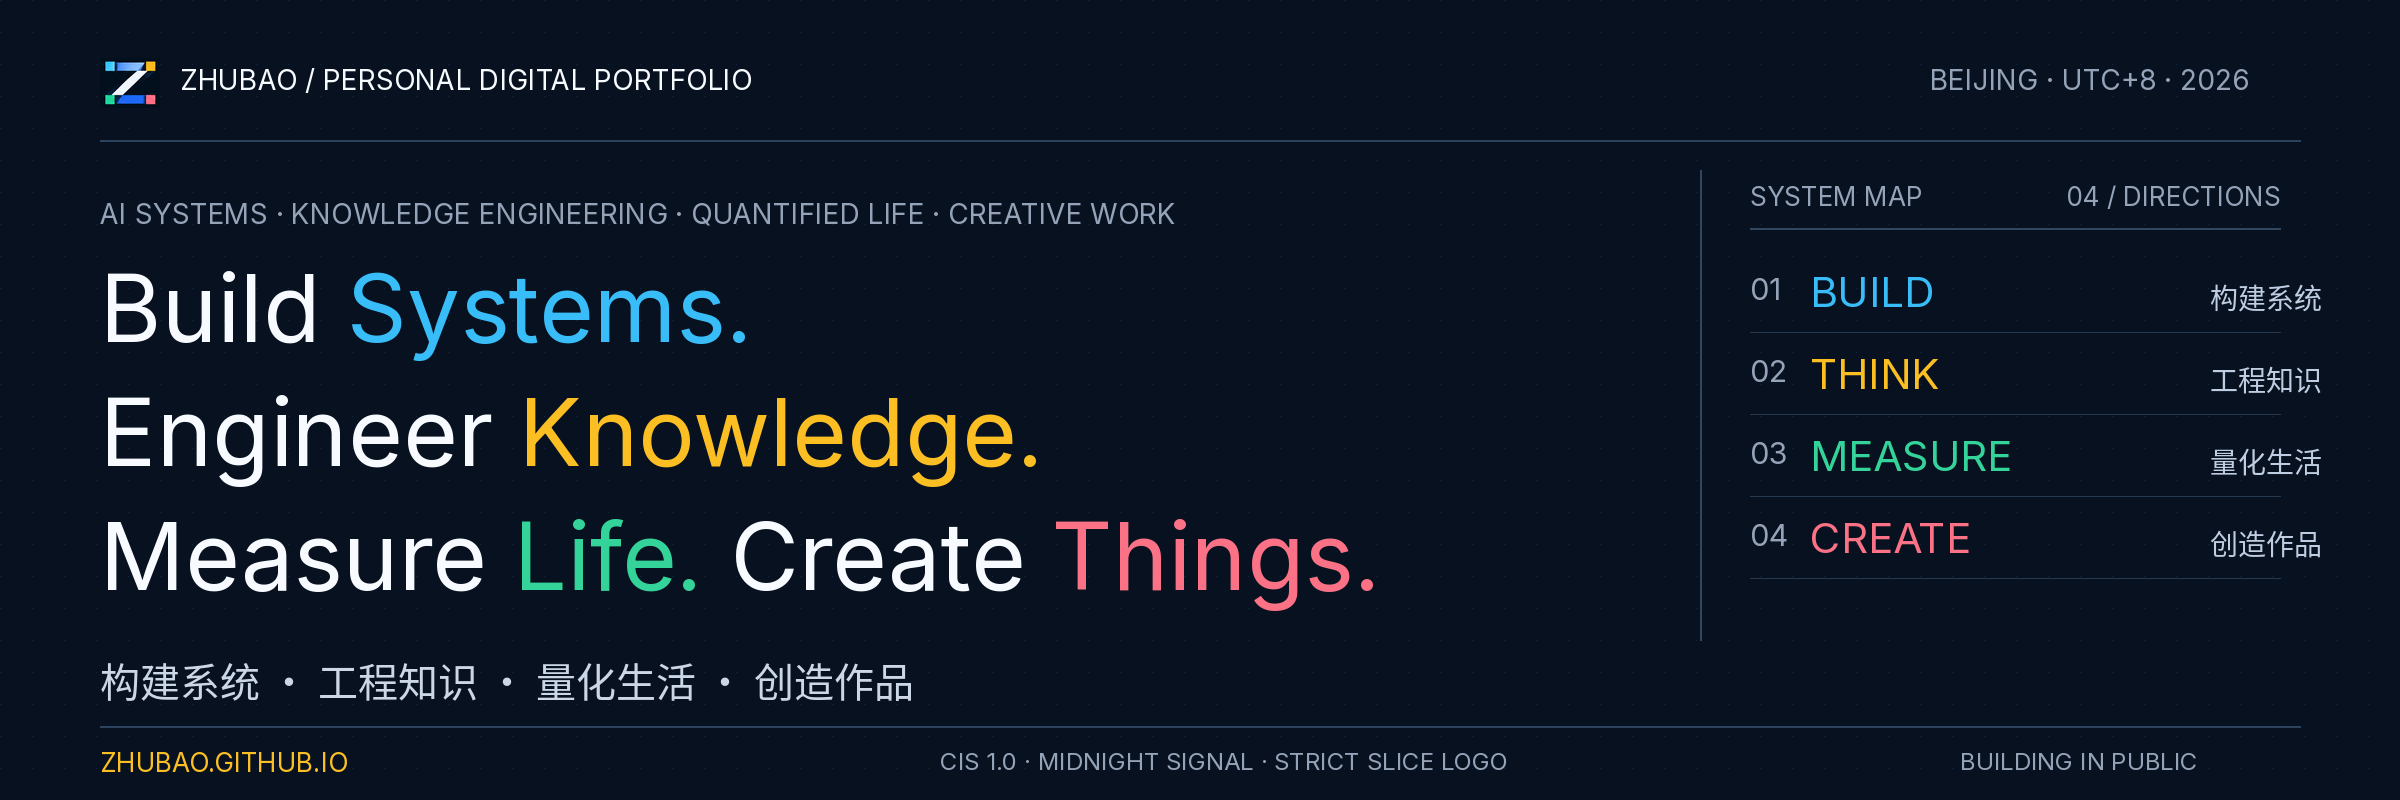 ZHUBAO / PERSONAL DIGITAL PORTFOLIO
BEIJING · UTC+8 · 2026
AI SYSTEMS · KNOWLEDGE ENGINEERING · QUANTIFIED LIFE · CREATIVE WORK
Build Systems.
Engineer Knowledge.
Measure Life. Create Things.
构建系统 · 工程知识 · 量化生活 · 创造作品
SYSTEM MAP 04 / DIRECTIONS
01 BUILD 构建系统
02 THINK 工程知识
03 MEASURE 量化生活
04 CREATE 创造作品
ZHUBAO.GITHUB.IO
CIS 1.0 · MIDNIGHT SIGNAL · STRICT SLICE LOGO
BUILDING IN PUBLIC